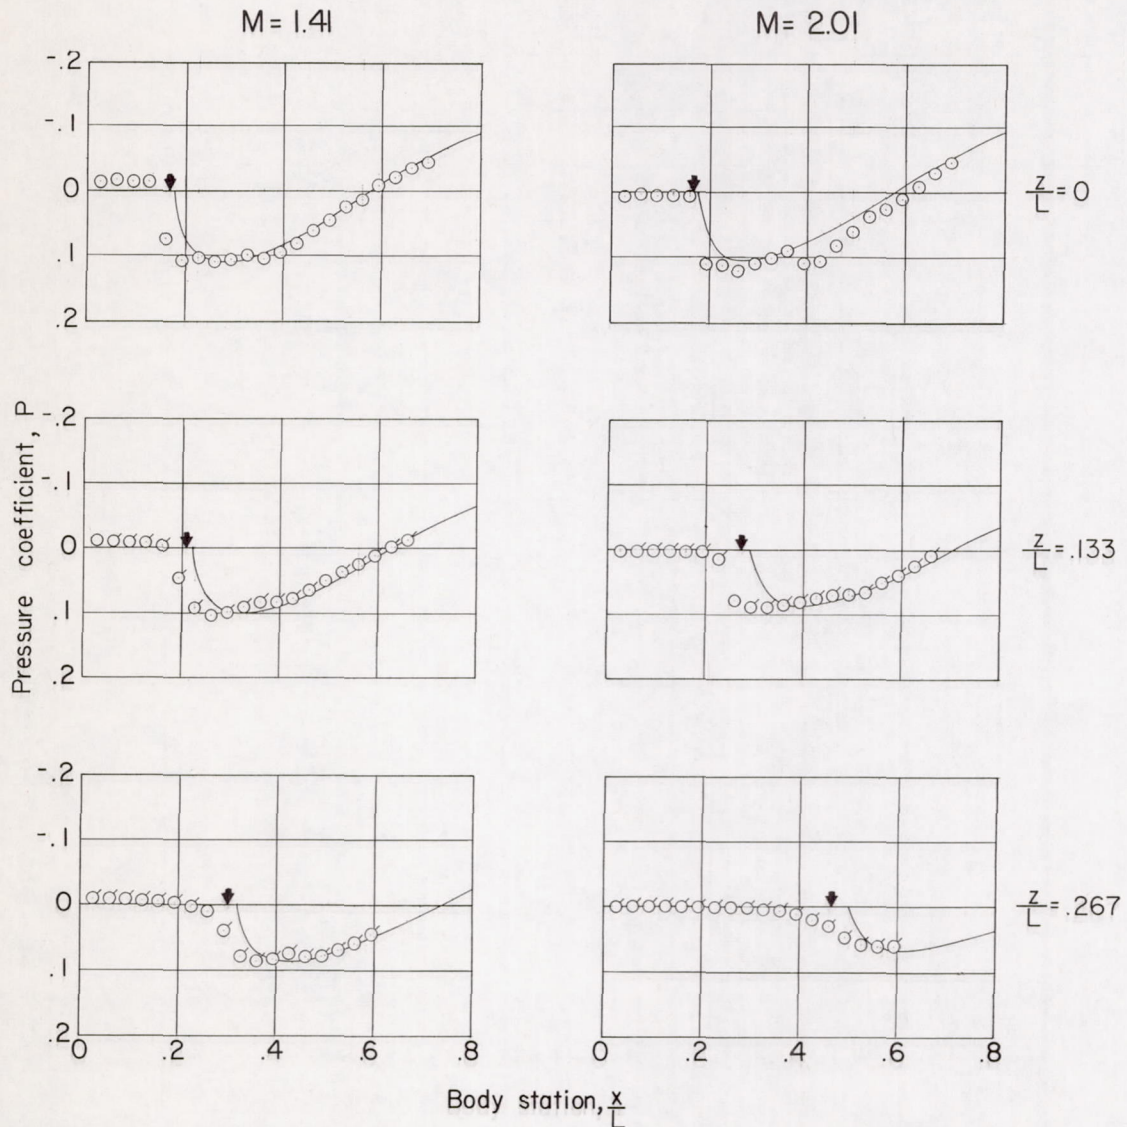 M = 1.41 M = 2.01
-.2
-.1
0 z/L = 0
.1
.2
-.2
-.1
0 z/L = .133
.1
.2
-.2
-.1
0 z/L = .267
.1
.2
0 .2 .4 .6 .8 0 .2 .4 .6 .8
Pressure coefficient, P
Body station, x/L